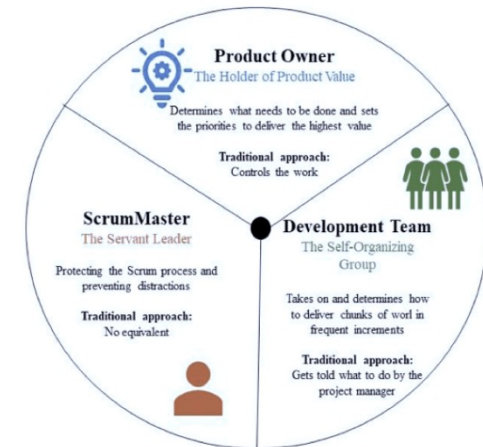 Product Owner
The Holder of Product Value
Determines what needs to be done and sets
the priorities to deliver the highest value
Traditional approach:
Controls the work
ScrumMaster
The Servant Leader
Protecting the Scrum process and
preventing distractions
Traditional approach:
No equivalent
Development Team
The Self-Organizing
Group
Takes on and determines how
to deliver chunks of worl in
frequent increments
Traditional approach:
Gets told what to do by the
project manager